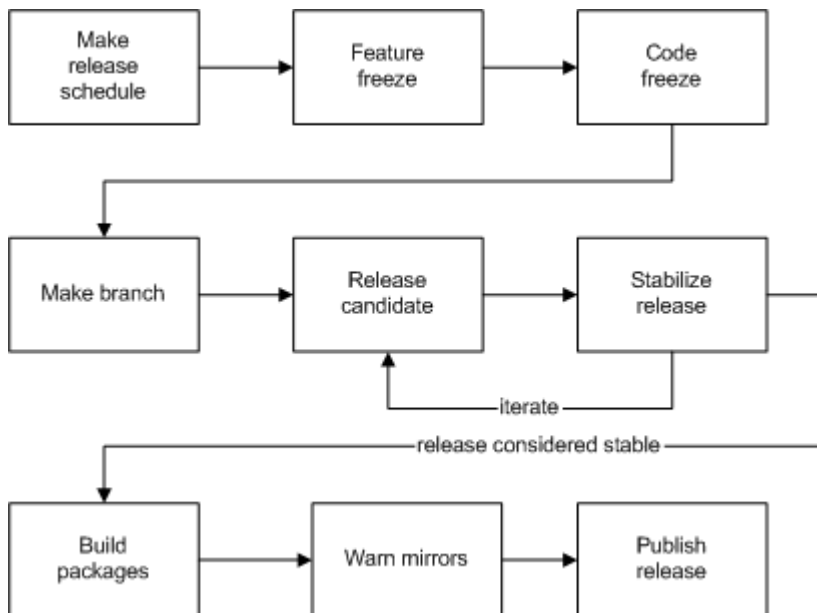 Make
release
schedule
Feature
freeze
Code
freeze
Make branch
Release
candidate
Stabilize
release
iterate
release considered stable
Build
packages
Warn mirrors
Publish
release